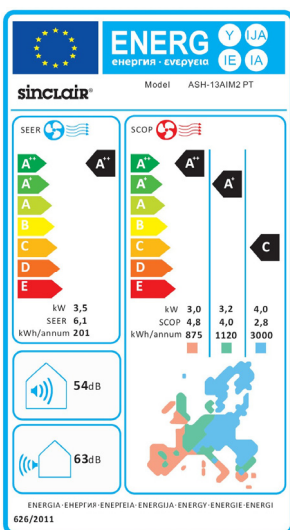 ENERG Y IJA
енергия · ενεργεια IE IA
sinclair®
Model ASH-13AIM2 PT
SEER
A++
A++
A+
A
B
C
D
E
kW 3,5
SEER 6,1
kWh/annum 201
SCOP
A++ A++
A+ A+
A
B
C C
D
E
kW 3,0 3,2 4,0
SCOP 4,8 4,0 2,8
kWh/annum 875 1120 3000
54dB
63dB
ENERGIA·ЕНЕРГИЯ·ΕΝΕΡΓΕΙΑ·ENERGIJA·ENERGY·ENERGIE·ENERGI
626/2011